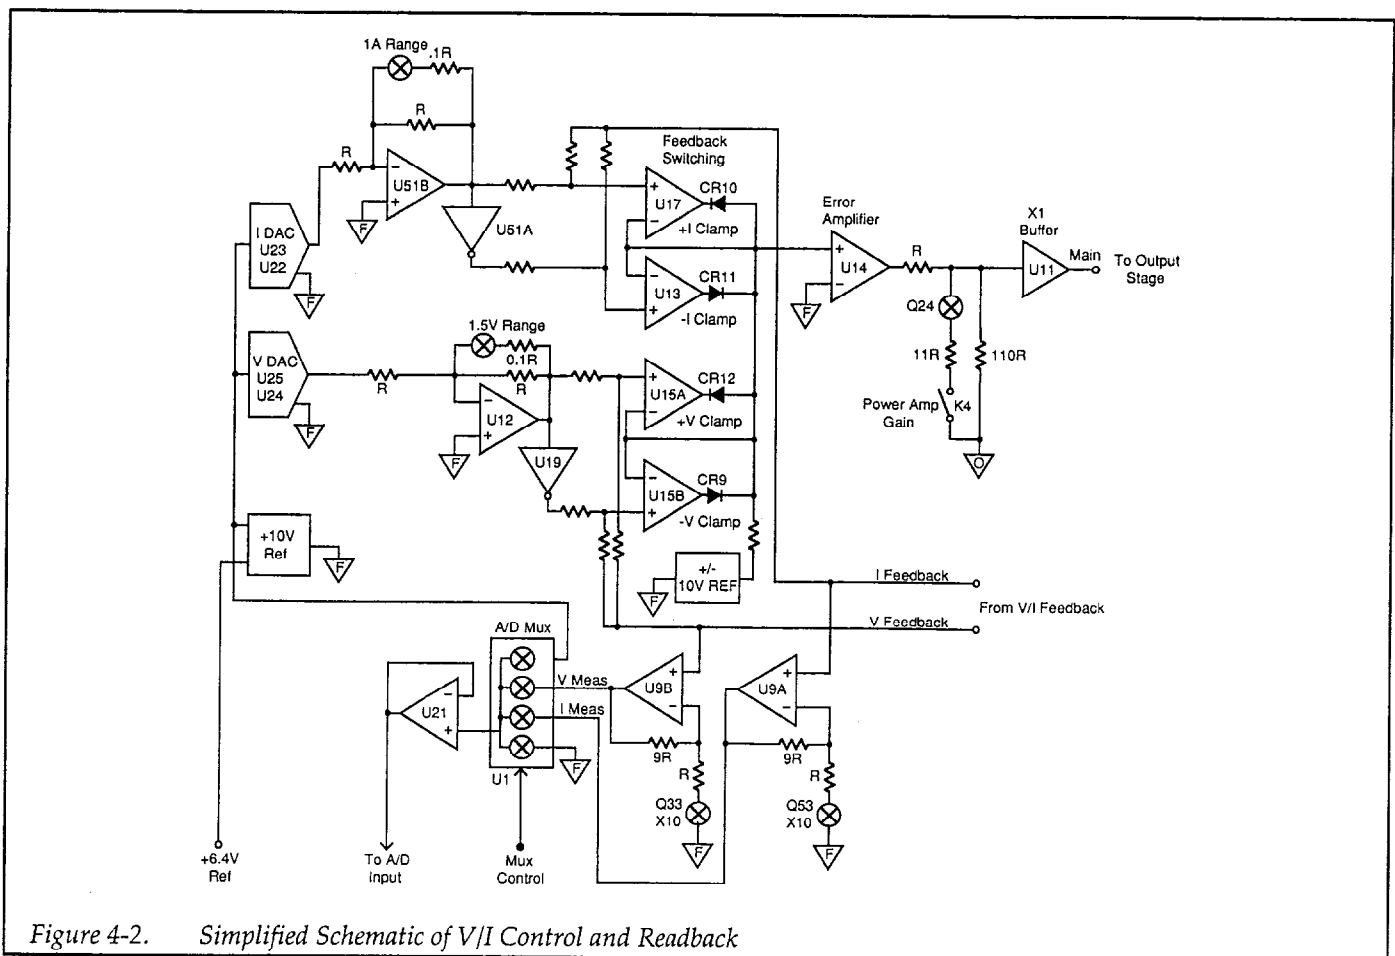 1A Range
.1R
R
R
−
+
U51B
F
U51A
I DAC
U23
U22
F
Feedback
Switching
+
U17
−
CR10
+I Clamp
−
U13
+
CR11
-I Clamp
Error
Amplifier
+
U14
−
F
R
X1
Buffer
U11
Main
To Output
Stage
Q24
11R
110R
Power Amp
Gain
K4
O
1.5V Range
0.1R
V DAC
U25
U24
F
R
R
−
U12
+
F
U19
+
U15A
−
CR12
+V Clamp
−
U15B
+
CR9
-V Clamp
+10V
Ref
F
+/-
10V REF
F
I Feedback
From V/I Feedback
V Feedback
A/D Mux
V Meas
I Meas
−
U21
+
U1
F
+
U9B
−
9R
R
Q33
X10
F
+
U9A
−
9R
R
Q53
X10
F
+6.4V
Ref
To A/D
Input
Mux
Control
Figure 4-2. Simplified Schematic of V/I Control and Readback